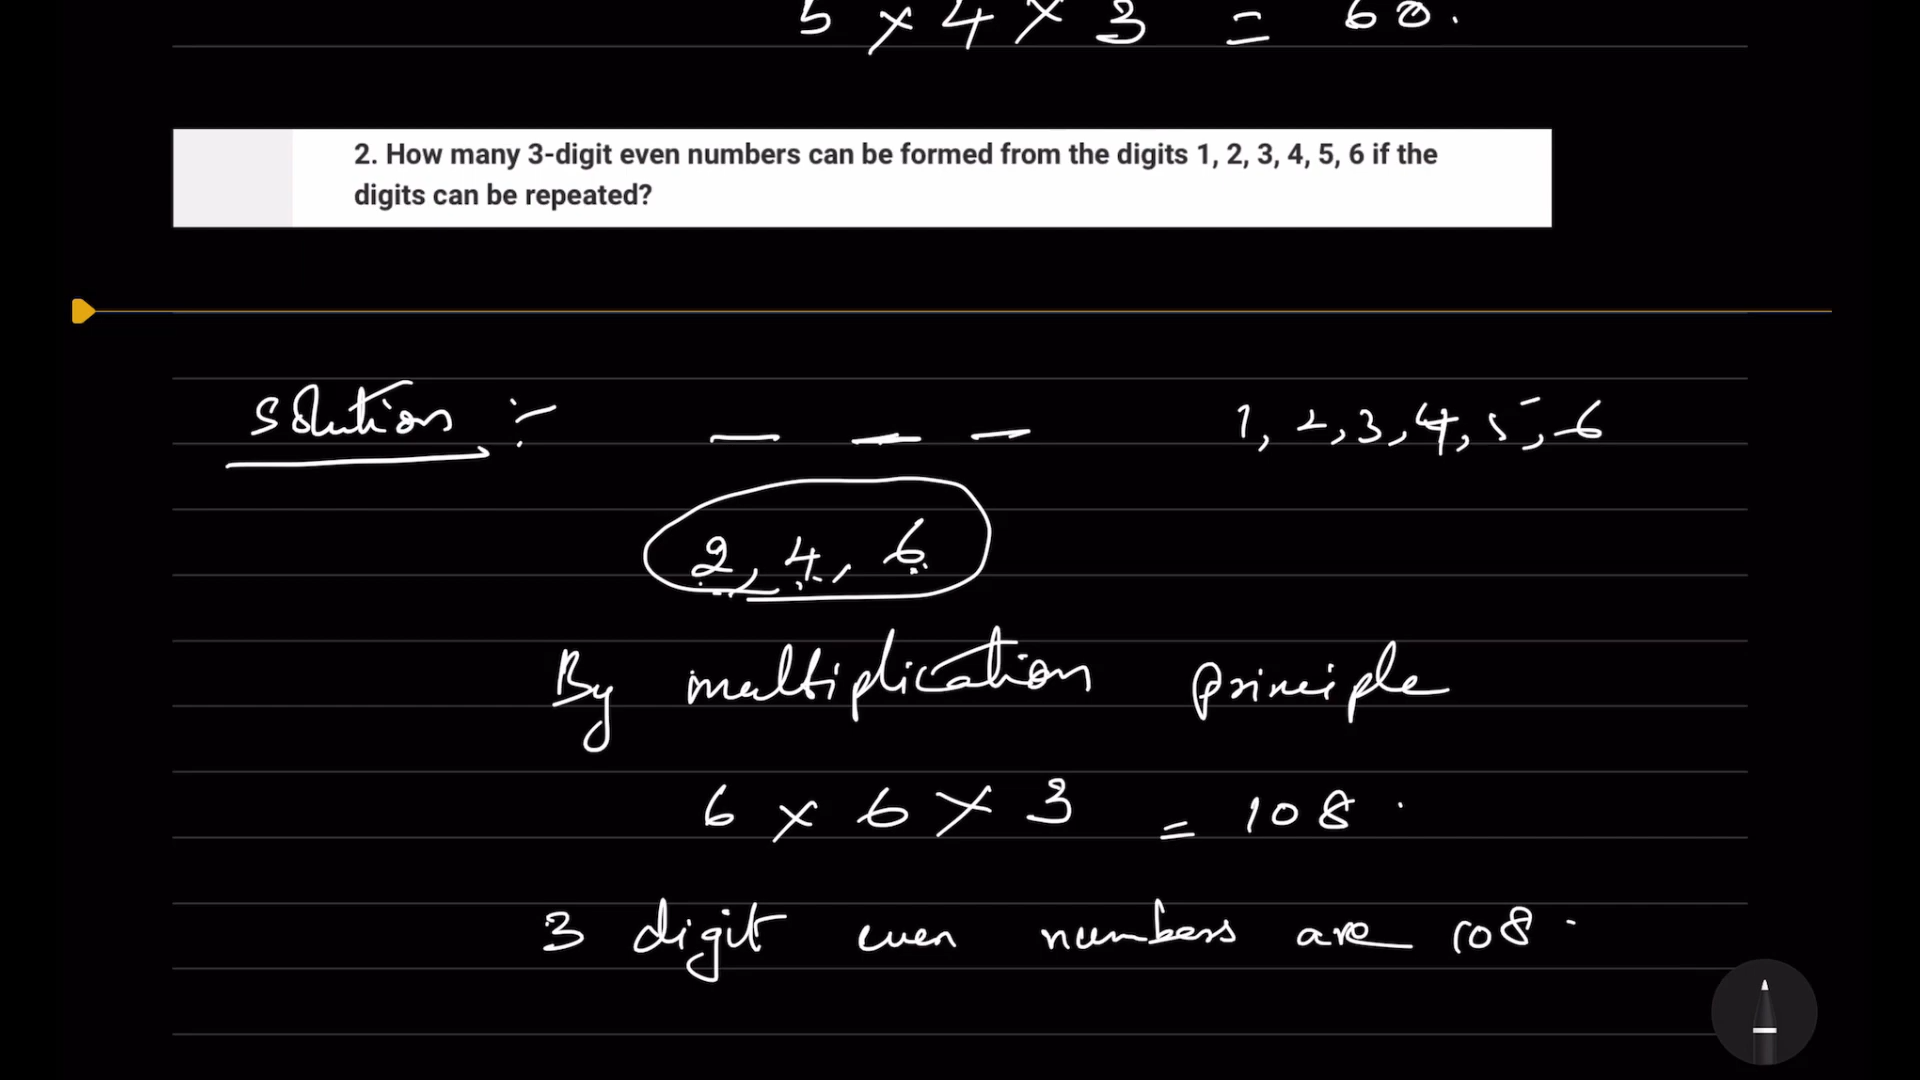 5 × 4 × 3 = 60.
2. How many 3-digit even numbers can be formed from the digits 1, 2, 3, 4, 5, 6 if the
digits can be repeated?
Solution :- _ _ _ 1, 2, 3, 4, 5, 6
2, 4, 6
By multiplication principle
6 × 6 × 3 = 108.
3 digit even numbers are 108.